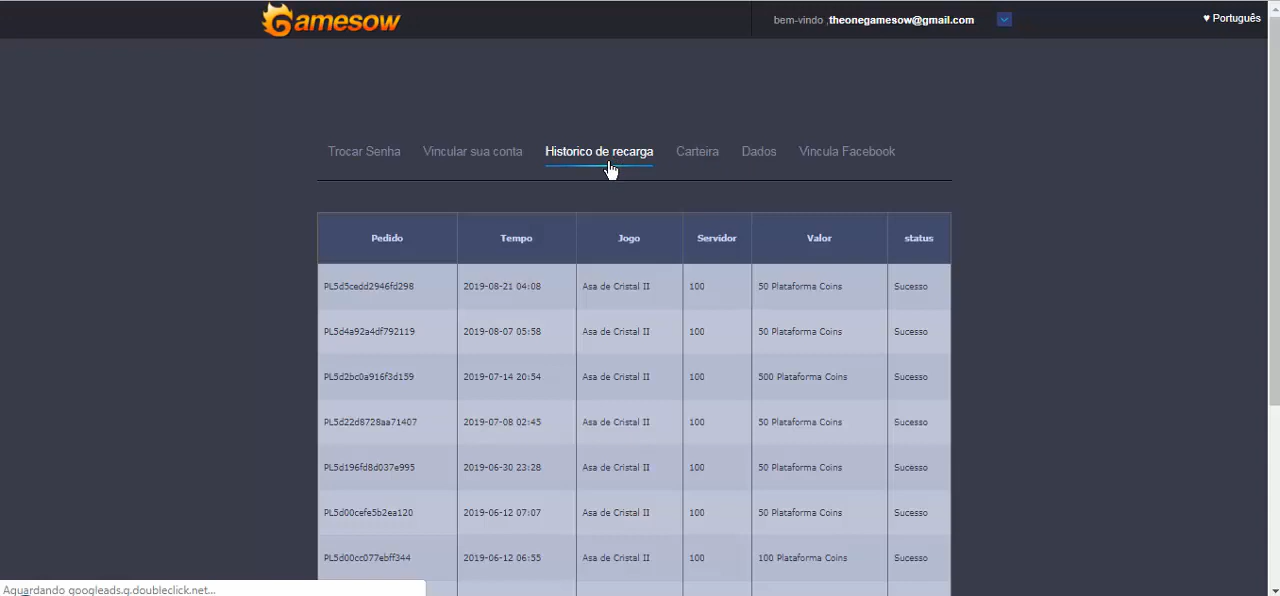 Gamesow
bem-vindo ,theonegamesow@gmail.com
♥ Português
Trocar Senha Vincular sua conta Historico de recarga Carteira Dados Vincula Facebook
Pedido Tempo Jogo Servidor Valor status
PL5d5cedd2946fd298 2019-08-21 04:08 Asa de Cristal II 100 50 Plataforma Coins Sucesso
PL5d4a92a4df792119 2019-08-07 05:58 Asa de Cristal II 100 50 Plataforma Coins Sucesso
PL5d2bc0a916f3d159 2019-07-14 20:54 Asa de Cristal II 100 500 Plataforma Coins Sucesso
PL5d22d8728aa71407 2019-07-08 02:45 Asa de Cristal II 100 50 Plataforma Coins Sucesso
PL5d196fd8d037e995 2019-06-30 23:28 Asa de Cristal II 100 50 Plataforma Coins Sucesso
PL5d00cefe5b2ea120 2019-06-12 07:07 Asa de Cristal II 100 50 Plataforma Coins Sucesso
PL5d00cc077ebff344 2019-06-12 06:55 Asa de Cristal II 100 100 Plataforma Coins Sucesso
Aguardando googleads.g.doubleclick.net...